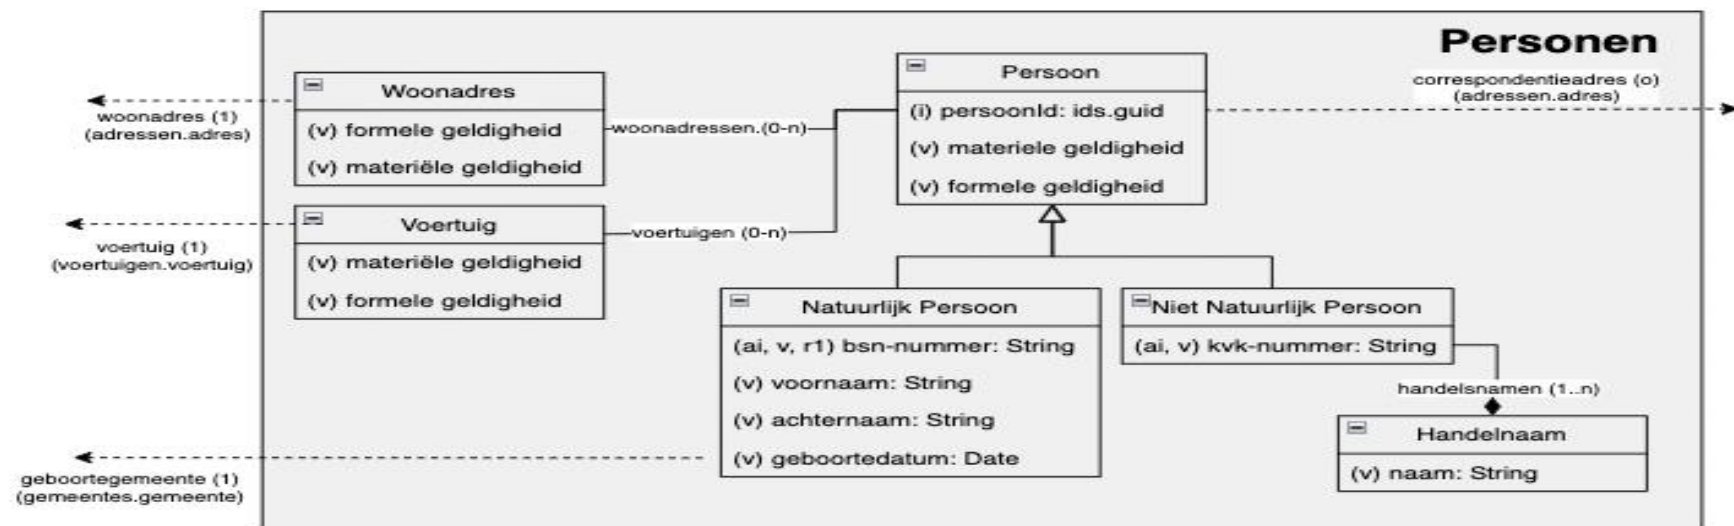 Personen
correspondentieadres (o)
(adressen.adres)
Persoon
(i) persoonId: ids.guid
(v) materiele geldigheid
(v) formele geldigheid
Woonadres
(v) formele geldigheid
(v) materiële geldigheid
woonadressen.(0-n)
woonadres (1)
(adressen.adres)
Voertuig
(v) materiële geldigheid
(v) formele geldigheid
voertuigen (0-n)
voertuig (1)
(voertuigen.voertuig)
Natuurlijk Persoon
(ai, v, r1) bsn-nummer: String
(v) voornaam: String
(v) achternaam: String
(v) geboortedatum: Date
geboortegemeente (1)
(gemeentes.gemeente)
Niet Natuurlijk Persoon
(ai, v) kvk-nummer: String
handelsnamen (1..n)
Handelnaam
(v) naam: String